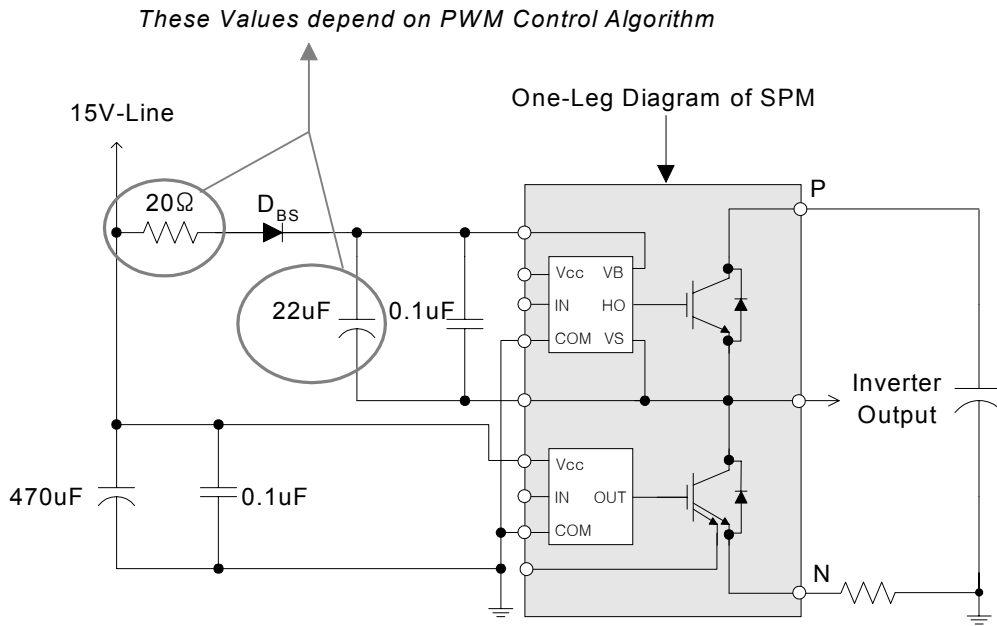 These Values depend on PWM Control Algorithm
One-Leg Diagram of SPM
15V-Line
P
20Ω
DBS
Vcc
VB
22uF
0.1uF
IN
HO
COM
VS
Inverter
Output
Vcc
470uF
0.1uF
IN
OUT
COM
N